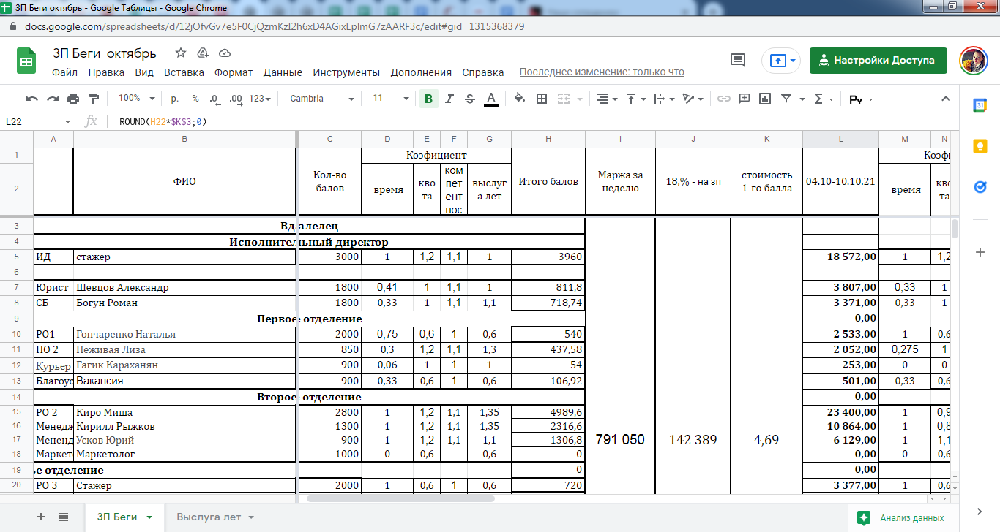 ЗП Беги октябрь - Google Таблицы - Google Chrome
docs.google.com/spreadsheets/d/12jOfvGv7e5F0CjQzmKzI2h6xD4AGixEplmG7zAARF3c/edit#gid=1315368379
ЗП Беги октябрь
Файл Правка Вид Вставка Формат Данные Инструменты Дополнения Справка Последнее изменение: только что
Настройки Доступа
100% р. % .0 .00 123 Cambria 11 B I S A Σ Ру
L22 fx =ROUND(H22*$K$3;0)
A B C D E F G H I J K L M N
1 Коэфициент Коэфи
2 ФИО Кол-во балов время кво та ком пет ент нос выслуг а лет Итого балов Маржа за неделю 18,% - на зп стоимость 1-го балла 04.10-10.10.21 время кво та
3 Вд алелец
4 Исполнительный директор
5 ИД стажер 3000 1 1,2 1,1 1 3960 18 572,00 1 1,2
6
7 Юрист Шевцов Александр 1800 0,41 1 1,1 1 811,8 3 807,00 0,33 1
8 СБ Богун Роман 1800 0,33 1 1,1 1,1 718,74 3 371,00 0,33 1
9 Первое отделение 0,00
10 РО1 Гончаренко Наталья 2000 0,75 0,6 1 0,6 540 2 533,00 1 0,6
11 НО 2 Неживая Лиза 850 0,3 1,2 1,1 1,3 437,58 2 052,00 0,275 1
12 Курьер Гагик Караханян 900 0,06 1 1 1 54 253,00 0 0
13 Благоус Вакансия 900 0,33 0,6 1 0,6 106,92 501,00 0,33 0,6
14 Второе отделение 0,00
15 РО 2 Киро Миша 2800 1 1,2 1,1 1,35 4989,6 23 400,00 1 0,9
16 Менедж Кирилл Рыжков 1300 1 1,2 1,1 1,35 2316,6 10 864,00 1 0,8
17 Мененд Усков Юрий 900 1 1,2 1,1 1,1 1306,8 791 050 142 389 4,69 6 129,00 1 1,1
18 Маркет Маркетолог 1000 0 0,6 0,6 0 0,00 0 0,6
19 ье отделение 0 0,00
20 РО 3 Стажер 2000 1 0,6 1 0,6 720 3 377,00 1 0,6
ЗП Беги Выслуга лет Анализ данных
31